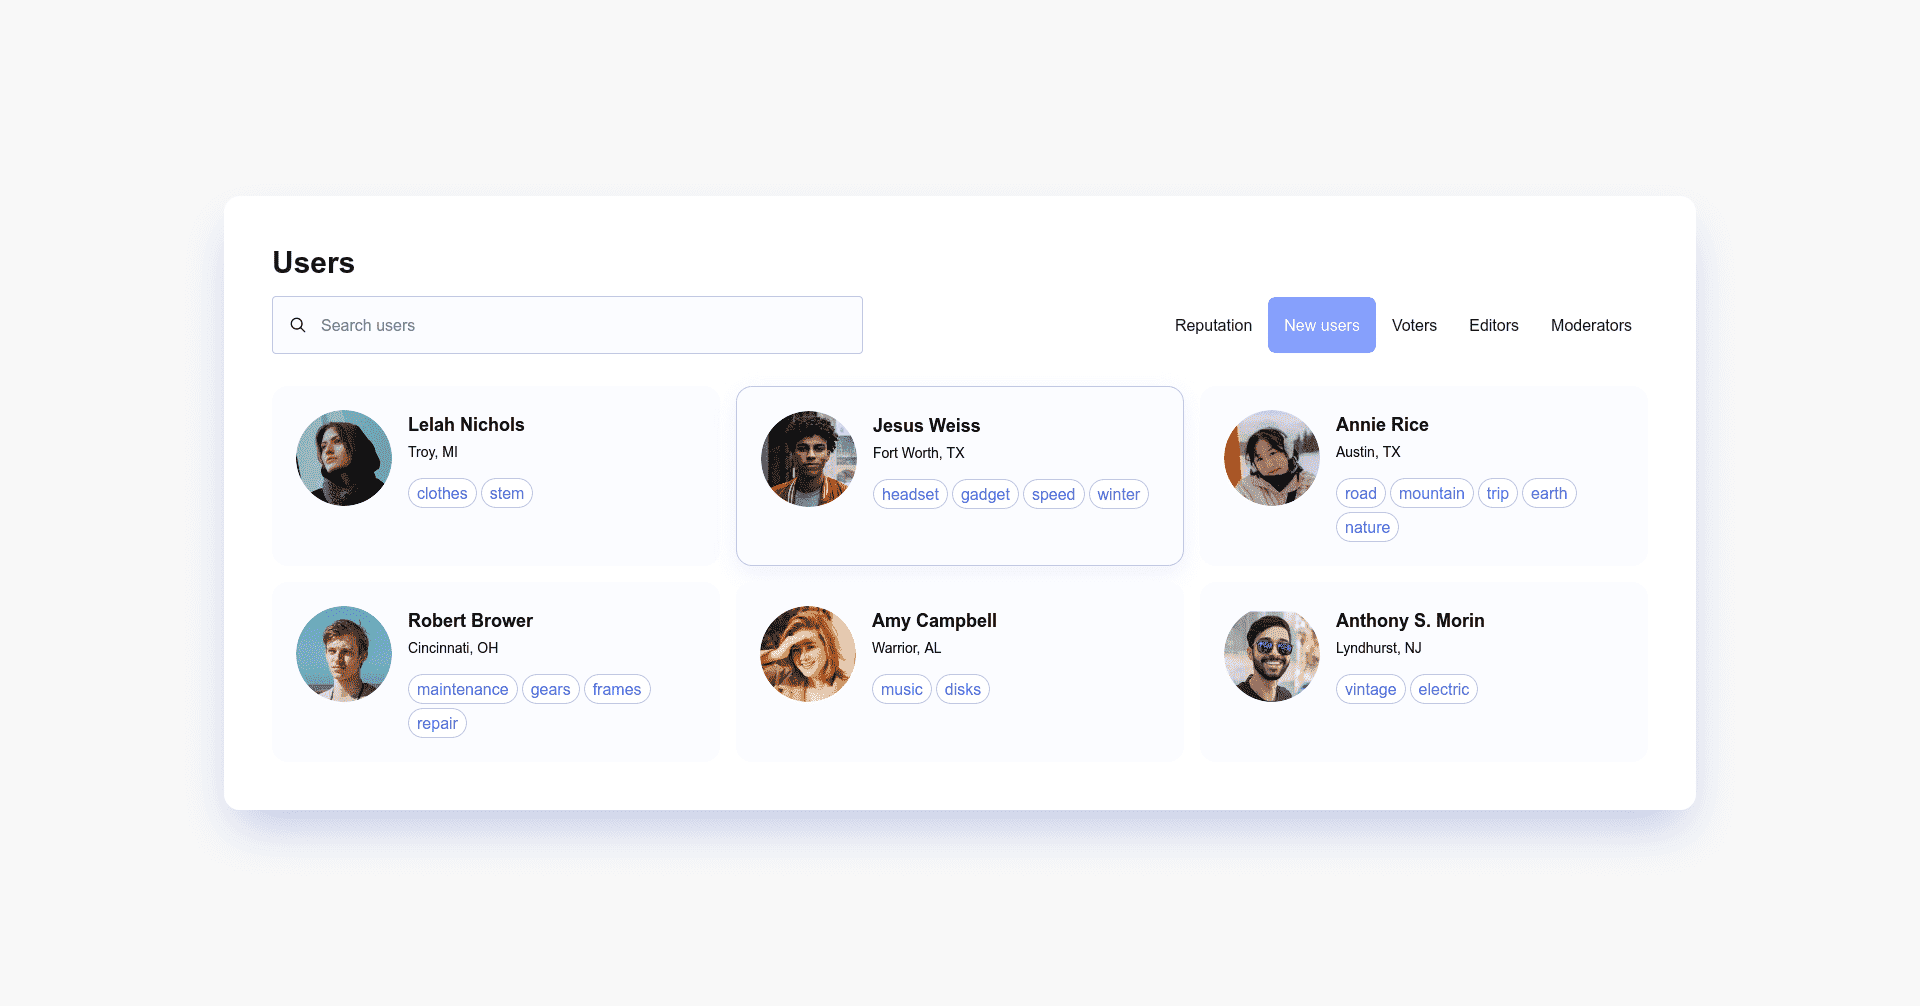 Users
Search users
Reputation New users Voters Editors Moderators
Lelah Nichols
Troy, MI
clothes stem
Jesus Weiss
Fort Worth, TX
headset gadget speed winter
Annie Rice
Austin, TX
road mountain trip earth
nature
Robert Brower
Cincinnati, OH
maintenance gears frames
repair
Amy Campbell
Warrior, AL
music disks
Anthony S. Morin
Lyndhurst, NJ
vintage electric